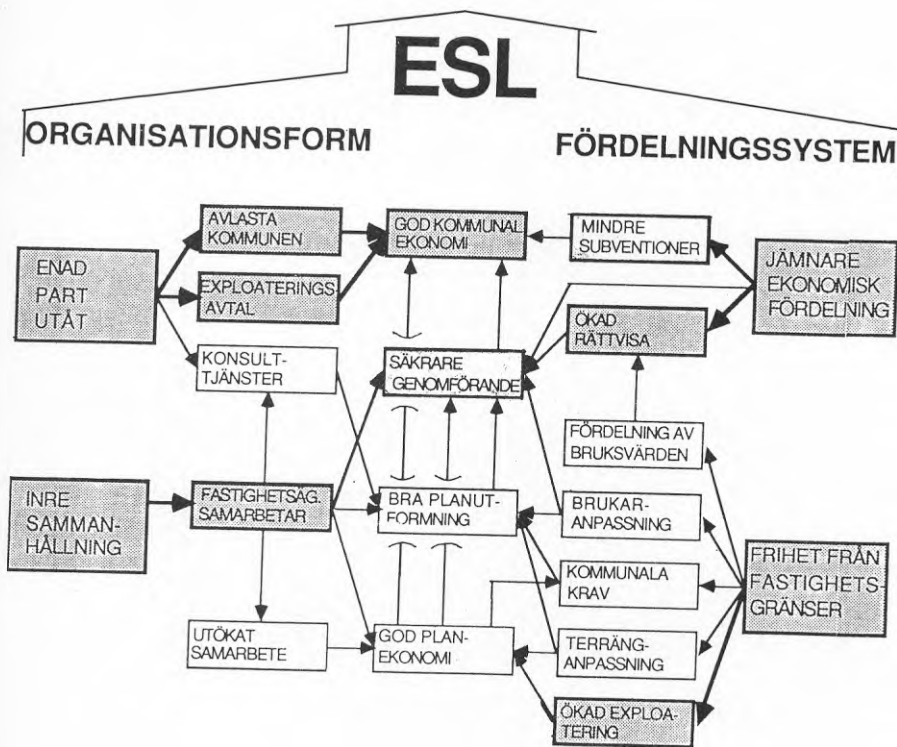 ESL
ORGANISATIONSFORM
FÖRDELNINGSSYSTEM
AVLASTA
KOMMUNEN
GOD KOMMUNAL
EKONOMI
MINDRE
SUBVENTIONER
ENAD
PART
UTÅT
EXPLOATERINGS
AVTAL
JÄMNARE
EKONOMISK
FÖRDELNING
ÖKAD
RÄTTVISA
KONSULT-
TJÄNSTER
SÄKRARE
GENOMFÖRANDE
FÖRDELNING AV
BRUKSVÄRDEN
INRE
SAMMAN-
HÅLLNING
FASTIGHETSÄG.
SAMARBETAR
BRA PLANUT-
FORMNING
BRUKAR-
ANPASSNING
FRIHET FRÅN
FASTIGHETS-
GRÄNSER
KOMMUNALA
KRAV
UTÖKAT
SAMARBETE
GOD PLAN-
EKONOMI
TERRÄNG-
ANPASSNING
ÖKAD EXPLOA-
TERING